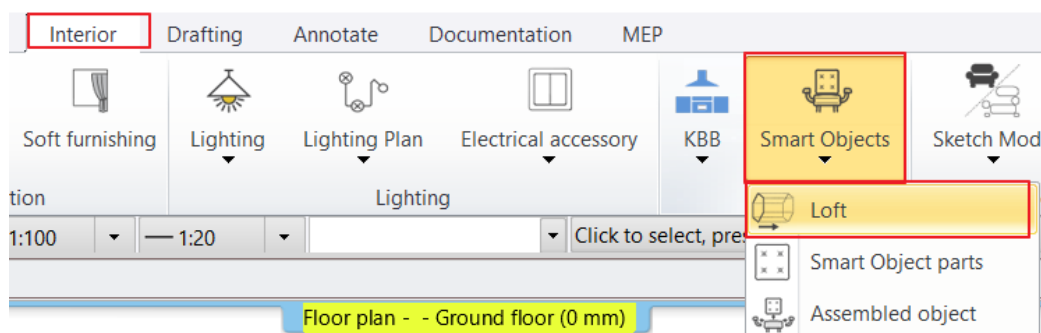 Interior Drafting Annotate Documentation MEP
Soft furnishing Lighting Lighting Plan Electrical accessory KBB Smart Objects Sketch Mod
tion Lighting
Loft
1:100 1:20 Click to select, pre
Smart Object parts
Assembled object
Floor plan - - Ground floor (0 mm)